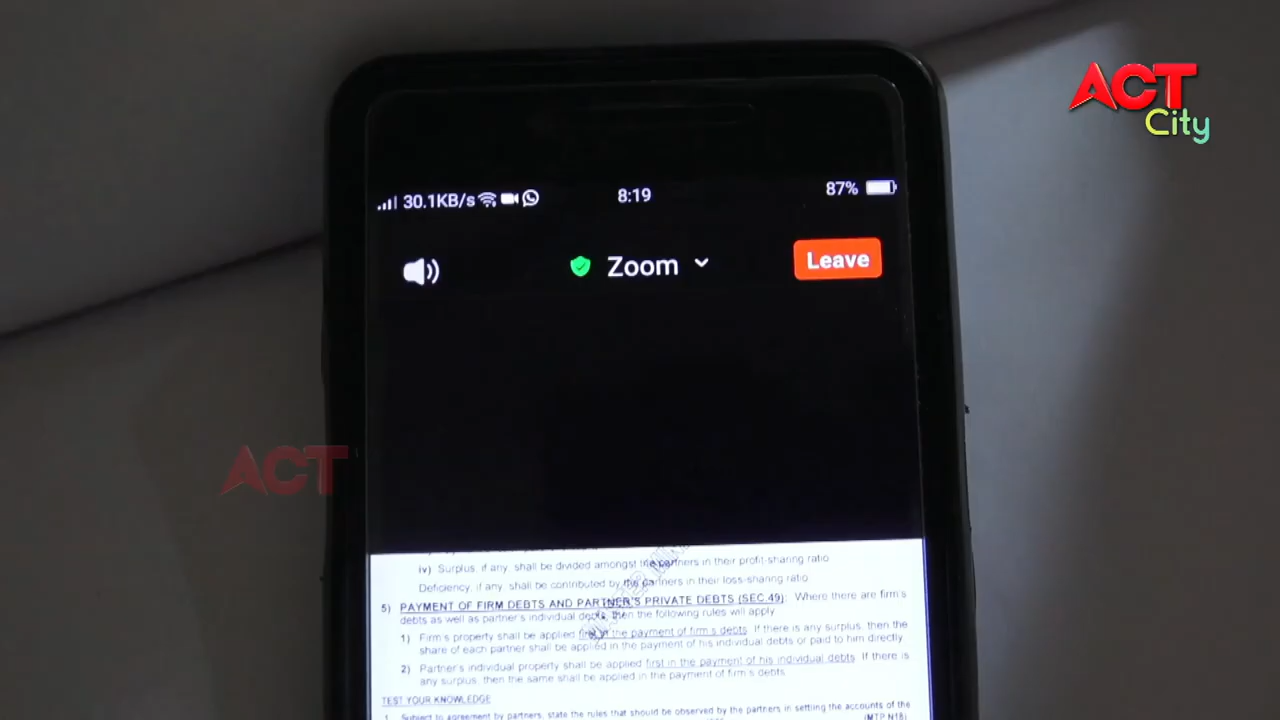 ACT
City
30.1KB/s
8:19
87%
Zoom
Leave
ACT
iv) Surplus, if any, shall be divided amongst the partners in their profit-sharing ratio
Deficiency, if any, shall be contributed by the partners in their loss-sharing ratio
5) PAYMENT OF FIRM DEBTS AND PARTNER'S PRIVATE DEBTS (SEC.49): Where there are firm's
debts as well as partner's individual debts, then the following rules will apply
1) Firm's property shall be applied first in the payment of firm's debts. If there is any surplus, then the
share of each partner shall be applied in the payment of his individual debts or paid to him directly
2) Partner's individual property shall be applied first in the payment of his individual debts. If there is
any surplus, then the same shall be applied in the payment of firm's debts
TEST YOUR KNOWLEDGE
1. Subject to agreement by partners, state the rules that should be observed by the partners in settling the accounts of the
(MTP N18)